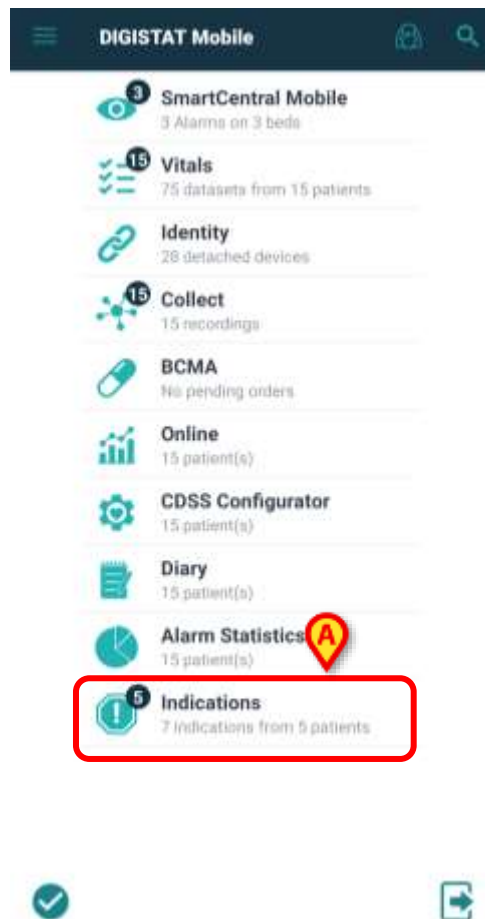 DIGISTAT Mobile
3
SmartCentral Mobile
3 Alarms on 3 beds
15
Vitals
75 datasets from 15 patients
Identity
28 detached devices
15
Collect
15 recordings
BCMA
No pending orders
Online
15 patient(s)
CDSS Configurator
15 patient(s)
Diary
15 patient(s)
Alarm Statistics
A
15 patient(s)
5
Indications
7 Indications from 5 patients